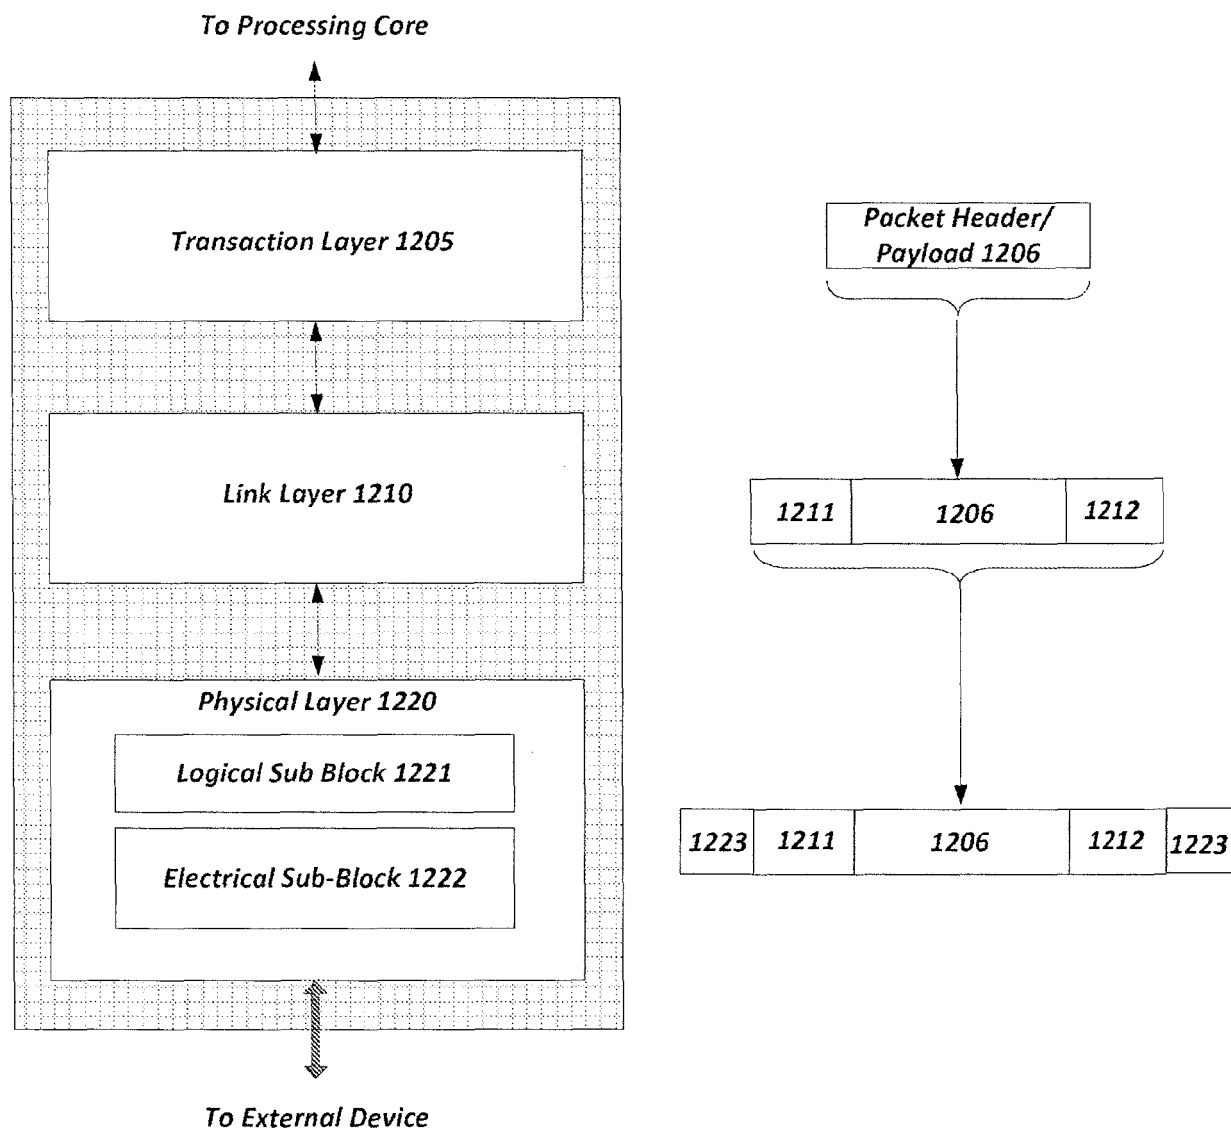 To Processing Core
Transaction Layer 1205
Packet Header/
Payload 1206
Link Layer 1210
1211 1206 1212
Physical Layer 1220
Logical Sub Block 1221
Electrical Sub-Block 1222
1223 1211 1206 1212 1223
To External Device